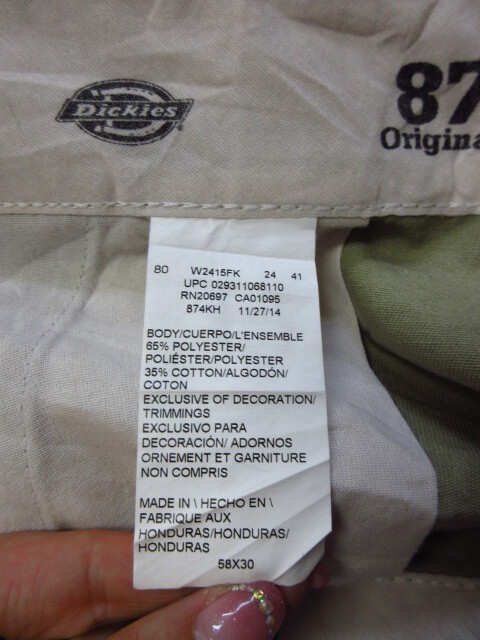 Dickies
87
Origina
80 W2415FK 24 41
UPC 029311068110
RN20697 CA01095
874KH 11/27/14
BODY/CUERPO/L'ENSEMBLE
65% POLYESTER/
POLIÉSTER/POLYESTER
35% COTTON/ALGODÓN/
COTON
EXCLUSIVE OF DECORATION/
TRIMMINGS
EXCLUSIVO PARA
DECORACIÓN/ ADORNOS
ORNEMENT ET GARNITURE
NON COMPRIS
MADE IN \ HECHO EN \
FABRIQUE AUX
HONDURAS/HONDURAS/
HONDURAS
58X30